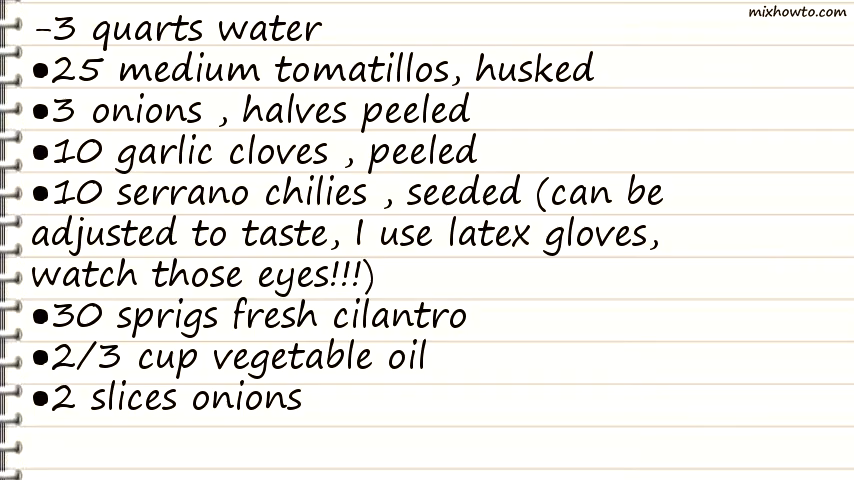 mixhowto.com
-3 quarts water
•25 medium tomatillos, husked
•3 onions , halves peeled
•10 garlic cloves , peeled
•10 serrano chilies , seeded (can be
adjusted to taste, I use latex gloves,
watch those eyes!!!)
•30 sprigs fresh cilantro
•2/3 cup vegetable oil
•2 slices onions